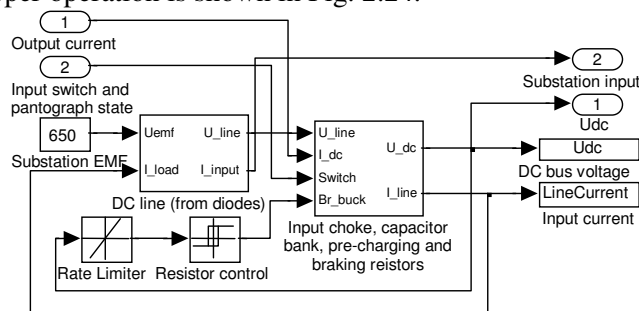 per operation is shown in Fig. 2.24.
1
Output current
2
Input switch and
pantograph state
650
Substation EMF
Uemf
I_load
U_line
I_input
DC line (from diodes)
U_line
I_dc
Switch
Br_buck
U_dc
I_line
Input choke, capacitor
bank, pre-charging and
braking reistors
2
Substation input
1
Udc
Udc
DC bus voltage
LineCurrent
Input current
Rate Limiter
Resistor control